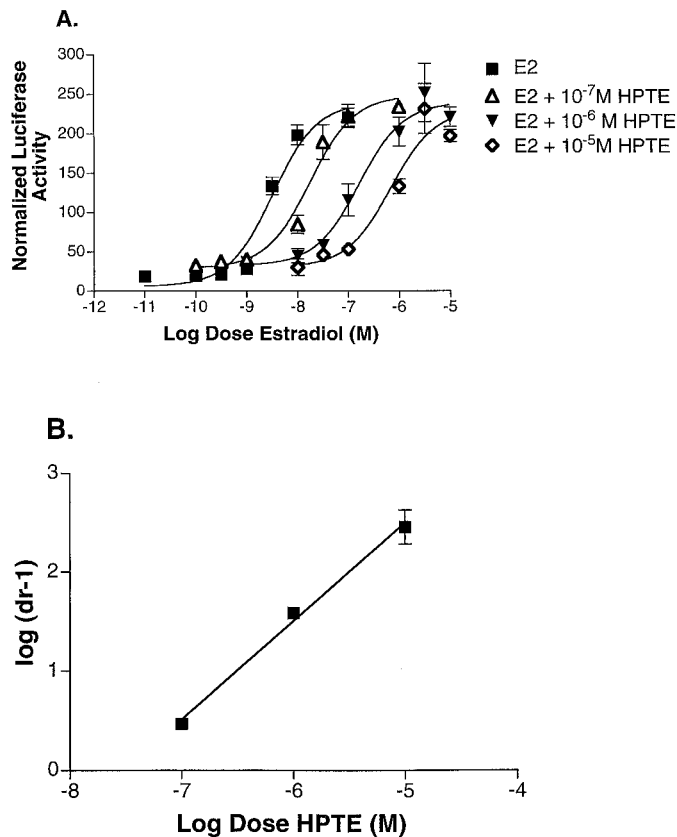 A.
300
250
200
150
100
50
0
Normalized Luciferase
Activity
-12 -11 -10 -9 -8 -7 -6 -5
Log Dose Estradiol (M)
E2
E2 + 10⁻⁷M HPTE
E2 + 10⁻⁶ M HPTE
E2 + 10⁻⁵M HPTE
B.
3
2
1
0
log (dr-1)
-8 -7 -6 -5 -4
Log Dose HPTE (M)